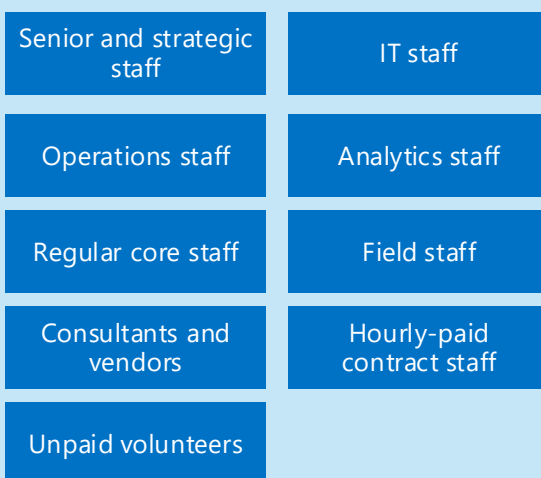 Senior and strategic
staff
IT staff
Operations staff
Analytics staff
Regular core staff
Field staff
Consultants and
vendors
Hourly-paid
contract staff
Unpaid volunteers